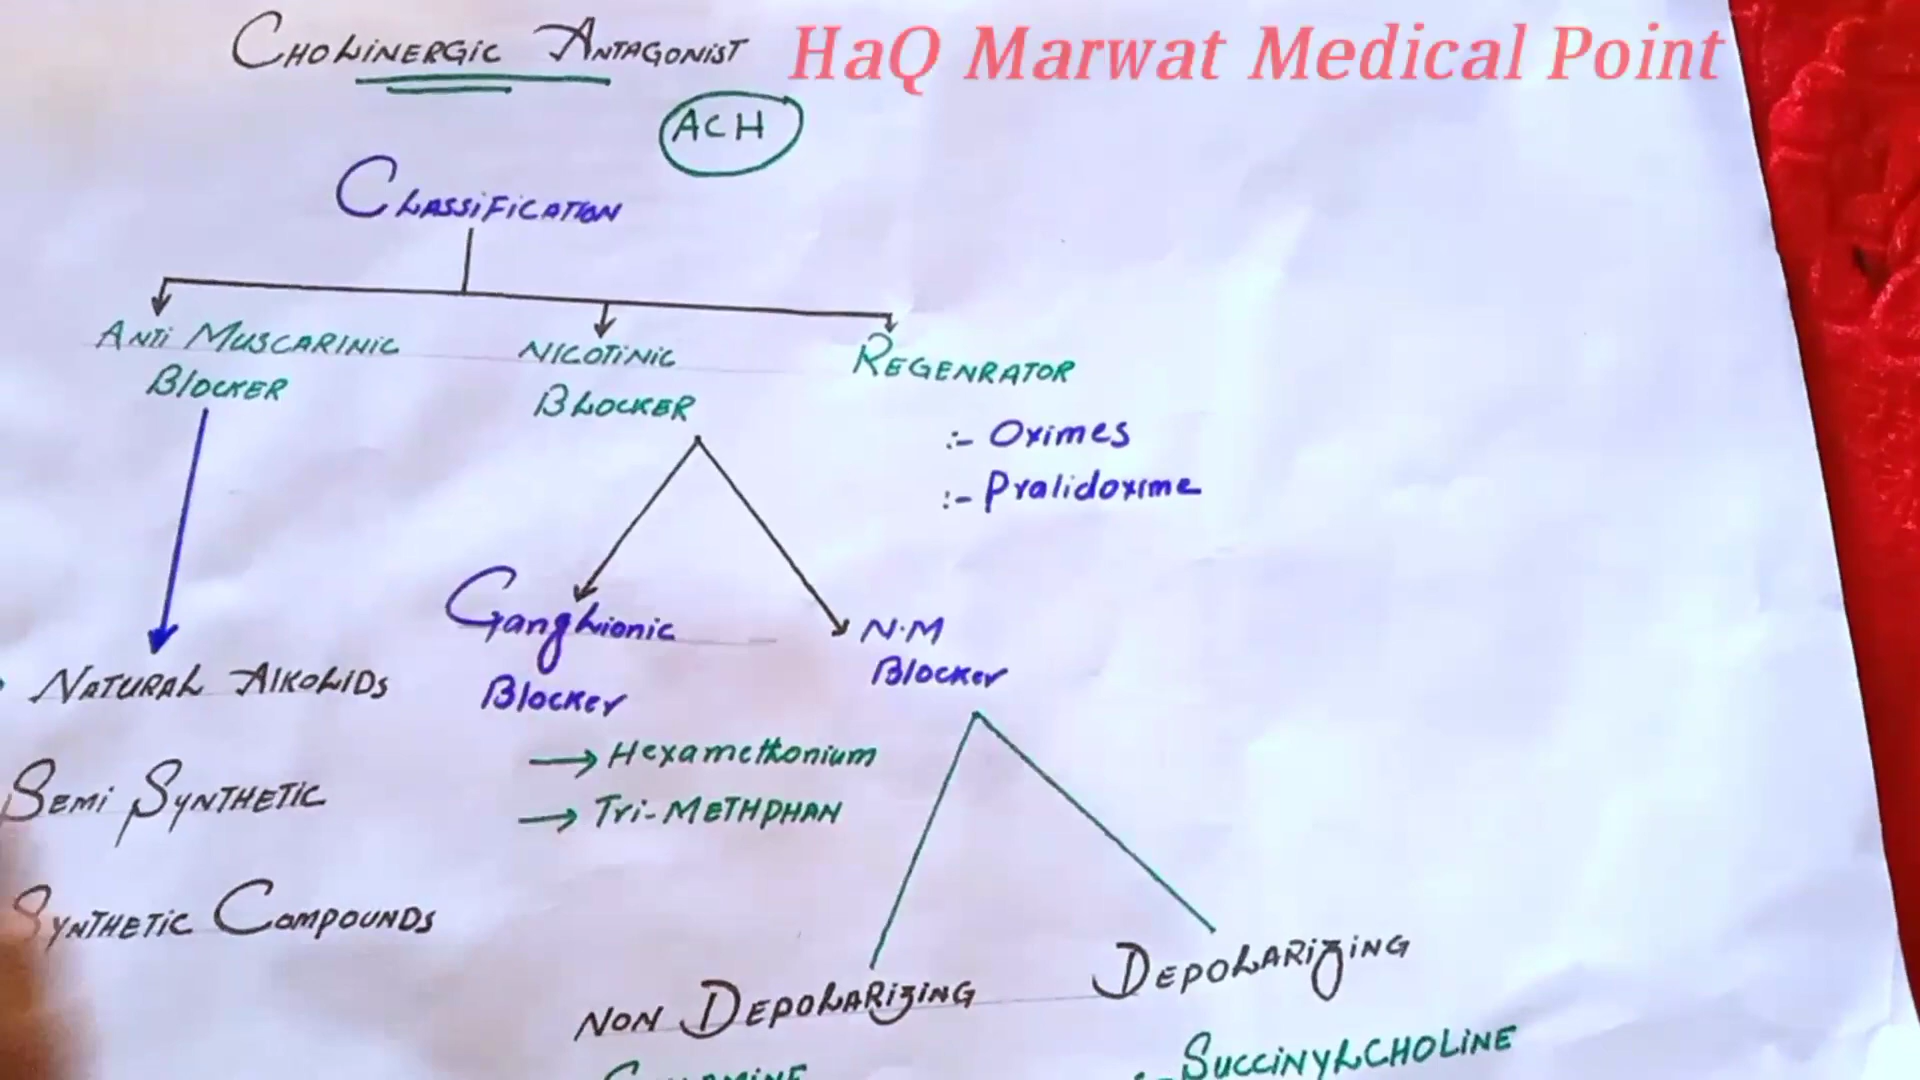 CHOLINERGIC ANTAGONIST
HaQ Marwat Medical Point
ACH
CLASSIFICATION
ANTI MUSCARINIC
BLOCKER
NICOTINIC
BLOCKER
REGENRATOR
:- Oximes
:- Pralidoxime
Ganglionic
Blocker
N.M
Blocker
NATURAL ALKOLIDS
→ Hexamethonium
→ Tri-METHPHAN
SEMI SYNTHETIC
SYNTHETIC COMPOUNDS
NON DEPOLARIZING
DEPOLARIZING
SUCCINYLCHOLINE